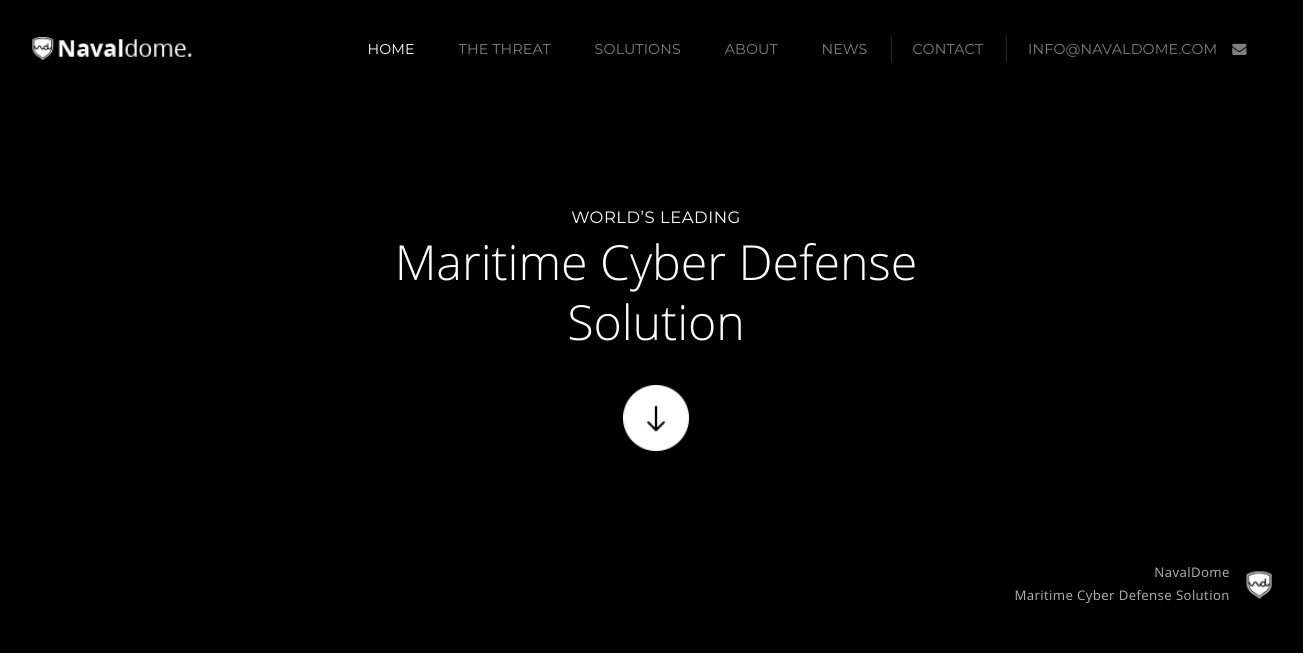 Navaldome.
HOME THE THREAT SOLUTIONS ABOUT NEWS CONTACT INFO@NAVALDOME.COM
WORLD’S LEADING
Maritime Cyber Defense
Solution
NavalDome
Maritime Cyber Defense Solution